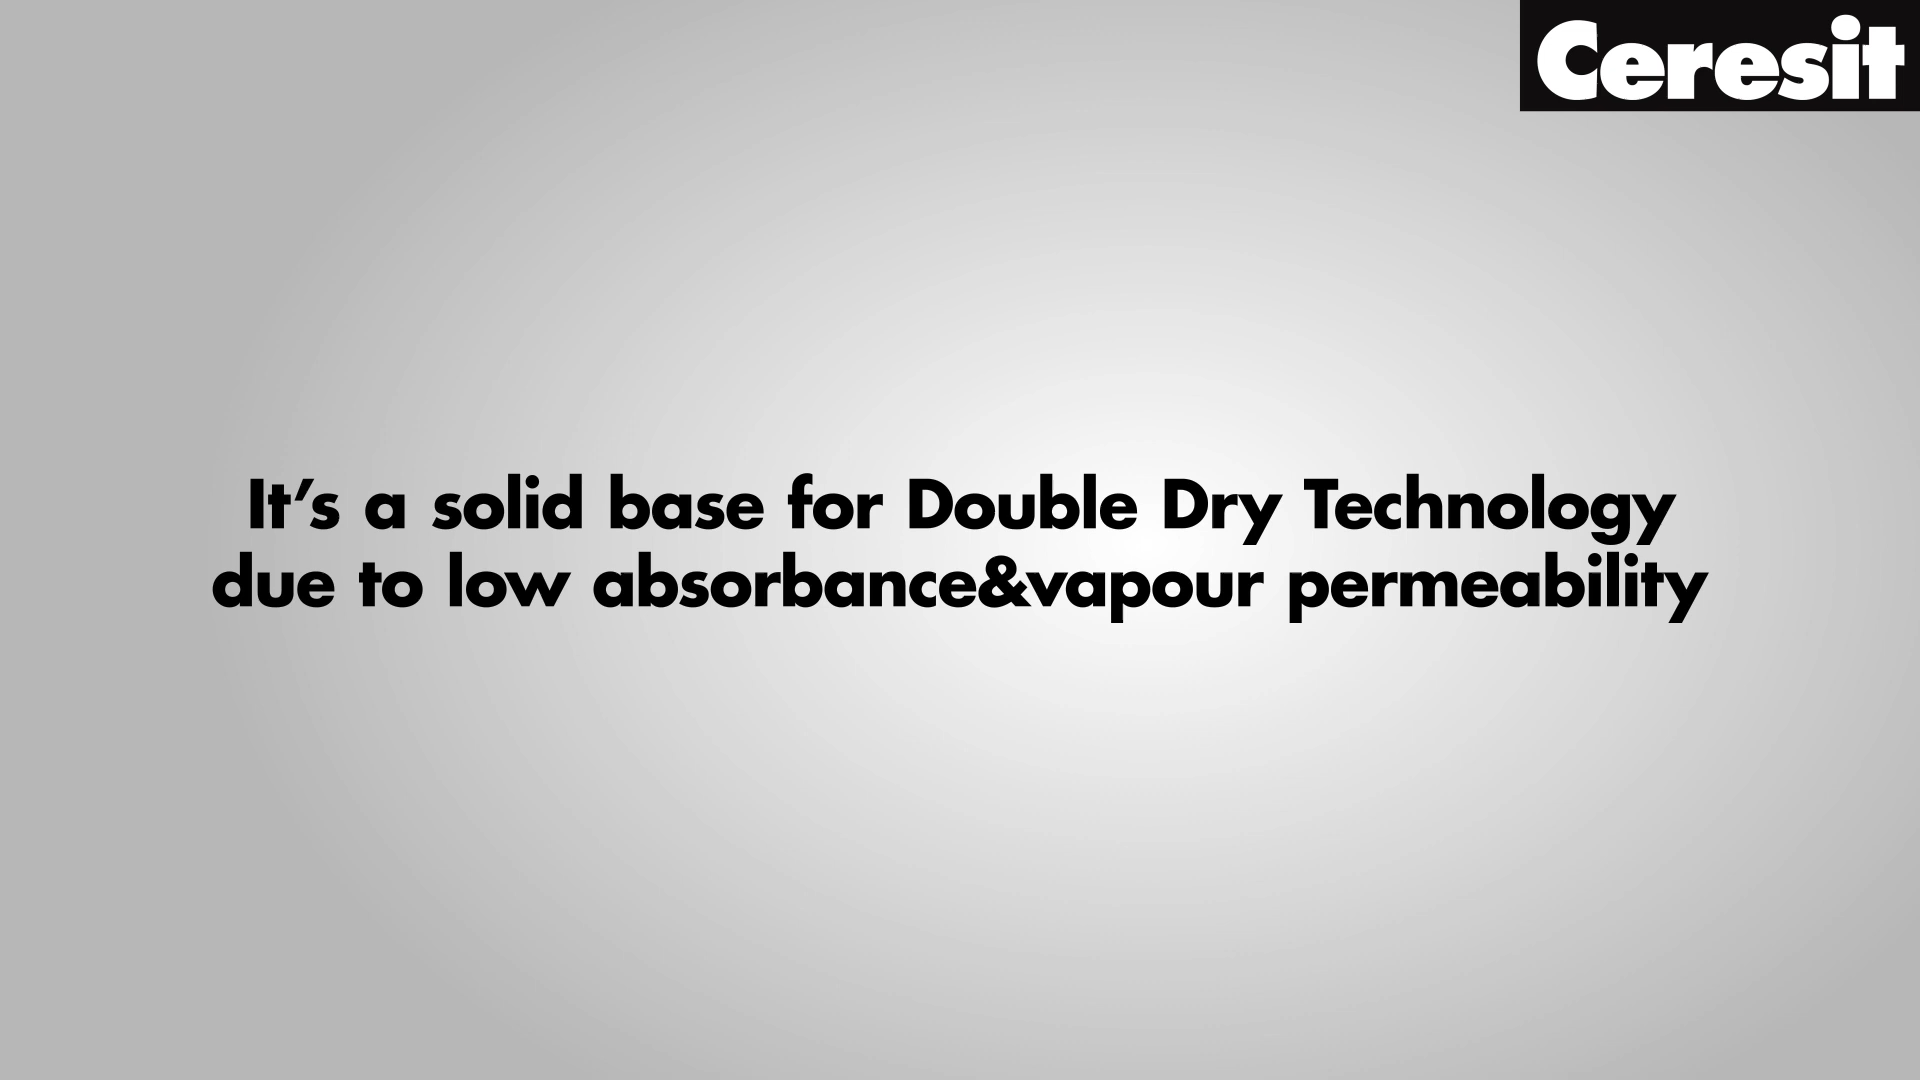 Ceresit
It’s a solid base for Double Dry Technology
due to low absorbance&vapour permeability